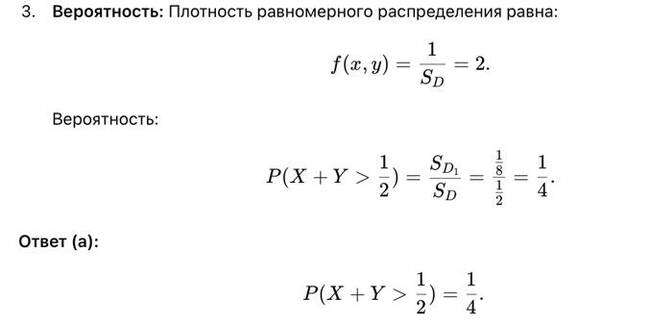 3. Вероятность: Плотность равномерного распределения равна:
f(x, y) = 1/S_D = 2.
Вероятность:
P(X + Y > 1/2) = S_{D_1}/S_D = (1/8)/(1/2) = 1/4.
Ответ (a):
P(X + Y > 1/2) = 1/4.